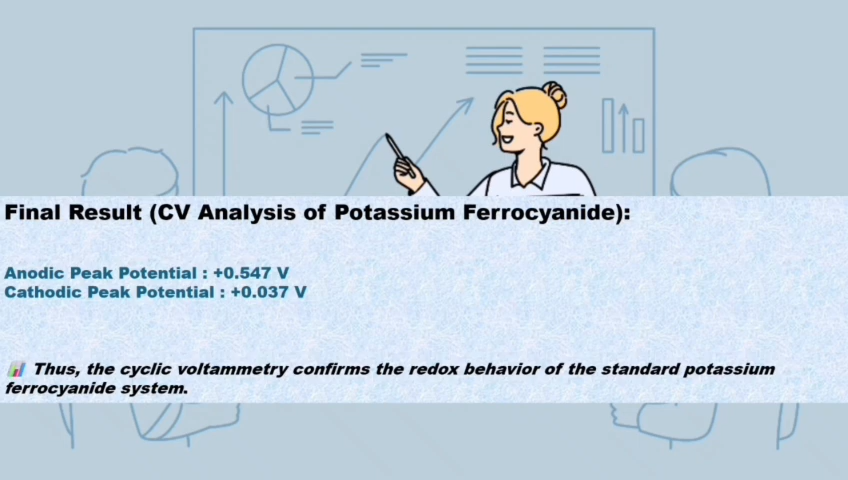 Final Result (CV Analysis of Potassium Ferrocyanide):
Anodic Peak Potential : +0.547 V
Cathodic Peak Potential : +0.037 V
📊 Thus, the cyclic voltammetry confirms the redox behavior of the standard potassium
ferrocyanide system.